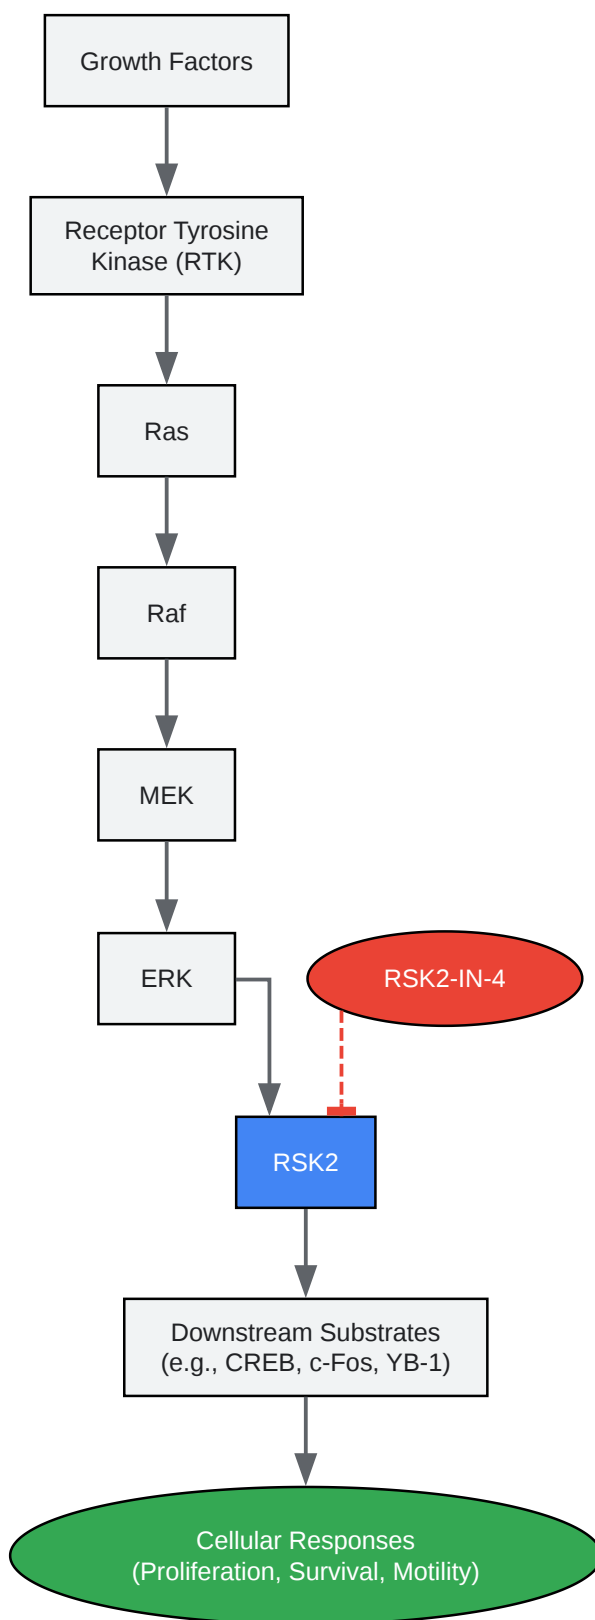 Growth Factors
Receptor Tyrosine
Kinase (RTK)
Ras
Raf
MEK
ERK
RSK2-IN-4
RSK2
Downstream Substrates
(e.g., CREB, c-Fos, YB-1)
Cellular Responses
(Proliferation, Survival, Motility)